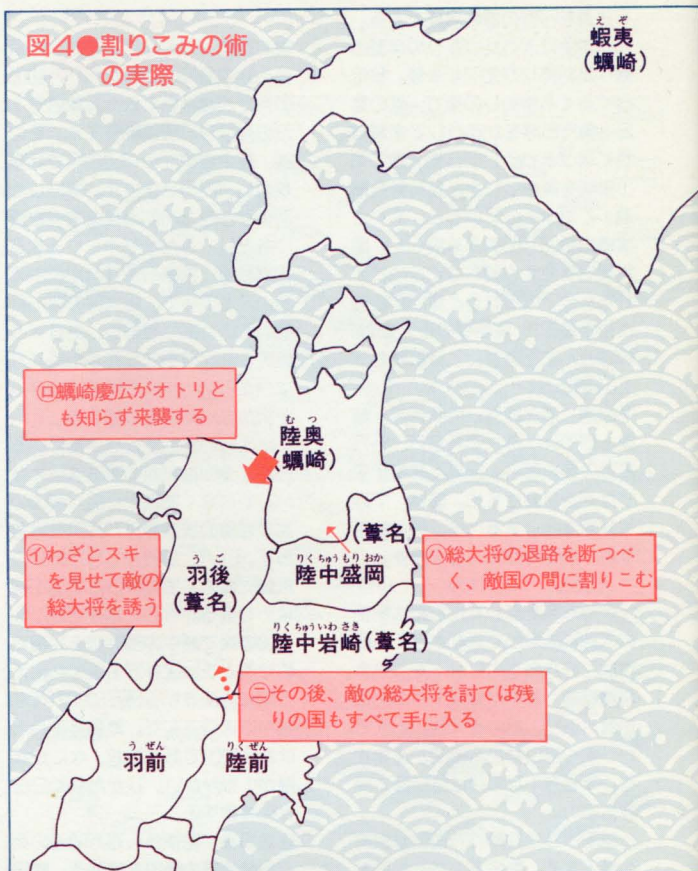 図4●割りこみの術
の実際
えぞ
蝦夷
(蠣崎)
㋺蠣崎慶広がオトリと
も知らず来襲する
むつ
陸奥
(蠣崎)
㋑わざとスキ
を見せて敵の
総大将を誘う
うご
羽後
(葦名)
(葦名)
りくちゅうもりおか
陸中盛岡
㋩総大将の退路を断つべ
く、敵国の間に割りこむ
りくちゅういわさき
陸中岩崎(葦名)
㋥その後、敵の総大将を討てば残
りの国もすべて手に入る
うぜん
羽前
りくぜん
陸前